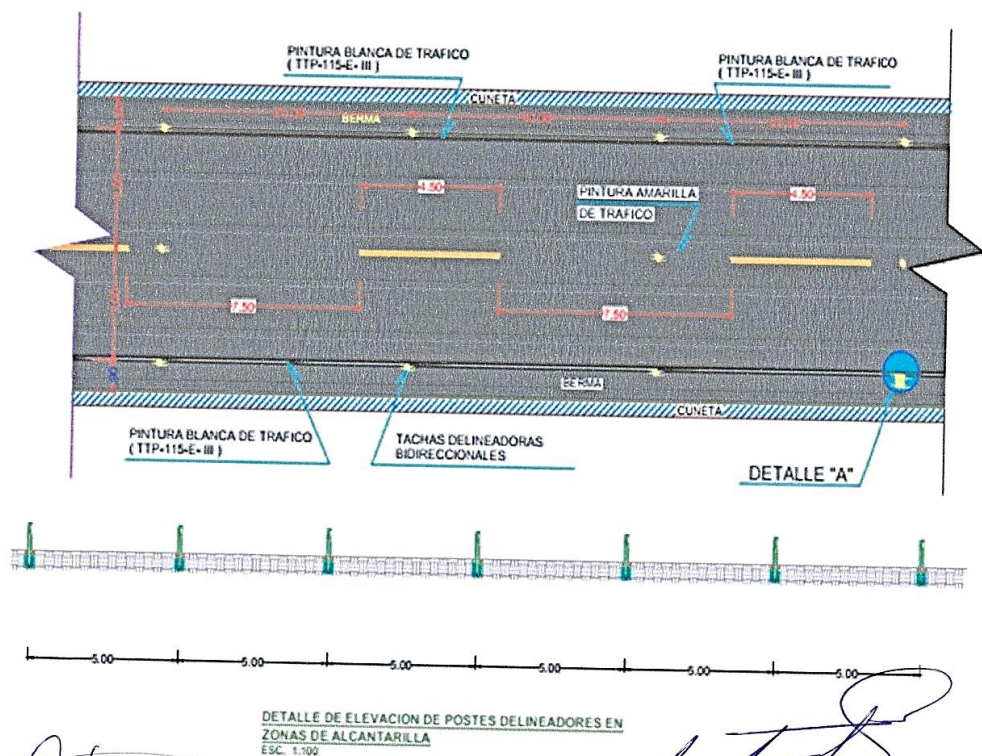 PINTURA BLANCA DE TRAFICO
( TTP-115-E- III )
PINTURA BLANCA DE TRAFICO
( TTP-115-E- III )
CUNETA
BERMA
4.50
PINTURA AMARILLA
DE TRAFICO
4.50
7.50
7.50
BERMA
CUNETA
PINTURA BLANCA DE TRAFICO
( TTP-115-E- III )
TACHAS DELINEADORAS
BIDIRECCIONALES
DETALLE "A"
5.00
5.00
5.00
5.00
5.00
5.00
DETALLE DE ELEVACION DE POSTES DELINEADORES EN
ZONAS DE ALCANTARILLA
ESC. 1:100